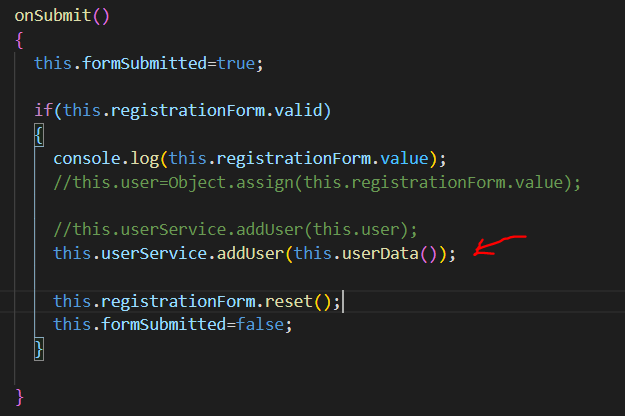 onSubmit()
{
this.formSubmitted=true;
if(this.registrationForm.valid)
{
console.log(this.registrationForm.value);
//this.user=Object.assign(this.registrationForm.value);
//this.userService.addUser(this.user);
this.userService.addUser(this.userData());
this.registrationForm.reset();
this.formSubmitted=false;
}
}